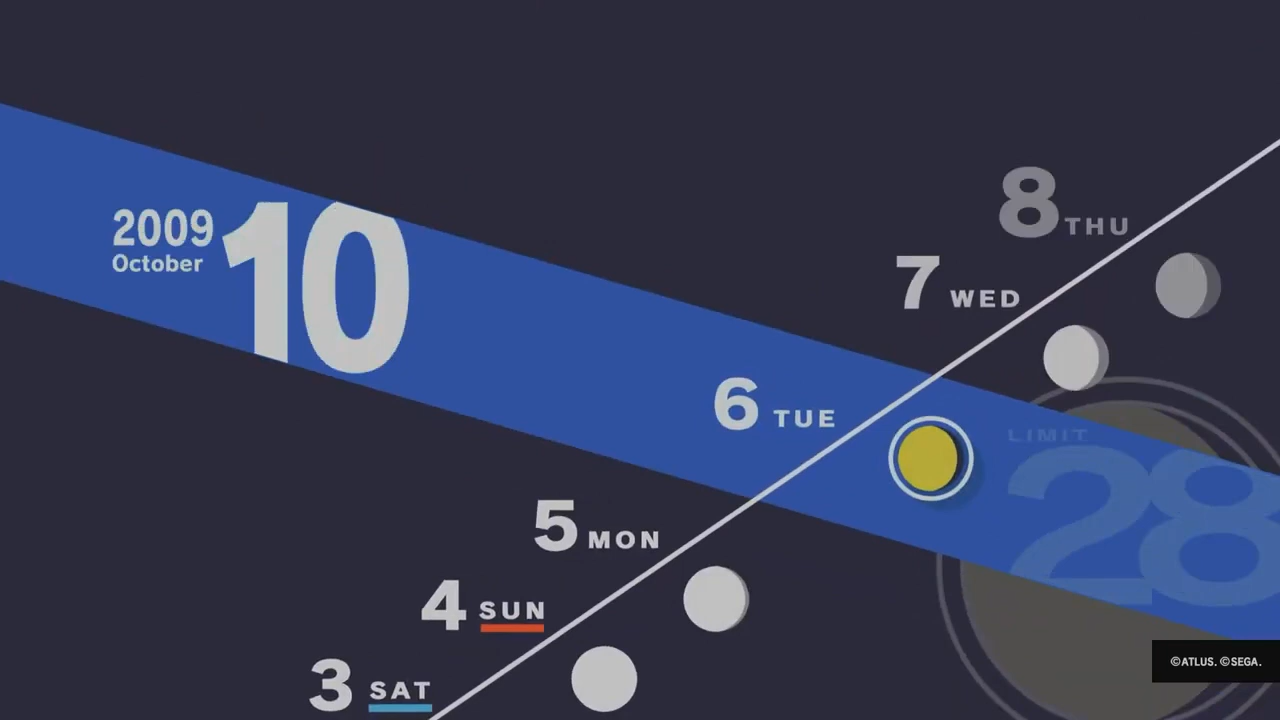 2009
October
10
8 THU
7 WED
6 TUE
LIMIT
28
5 MON
4 SUN
3 SAT
©ATLUS. ©SEGA.